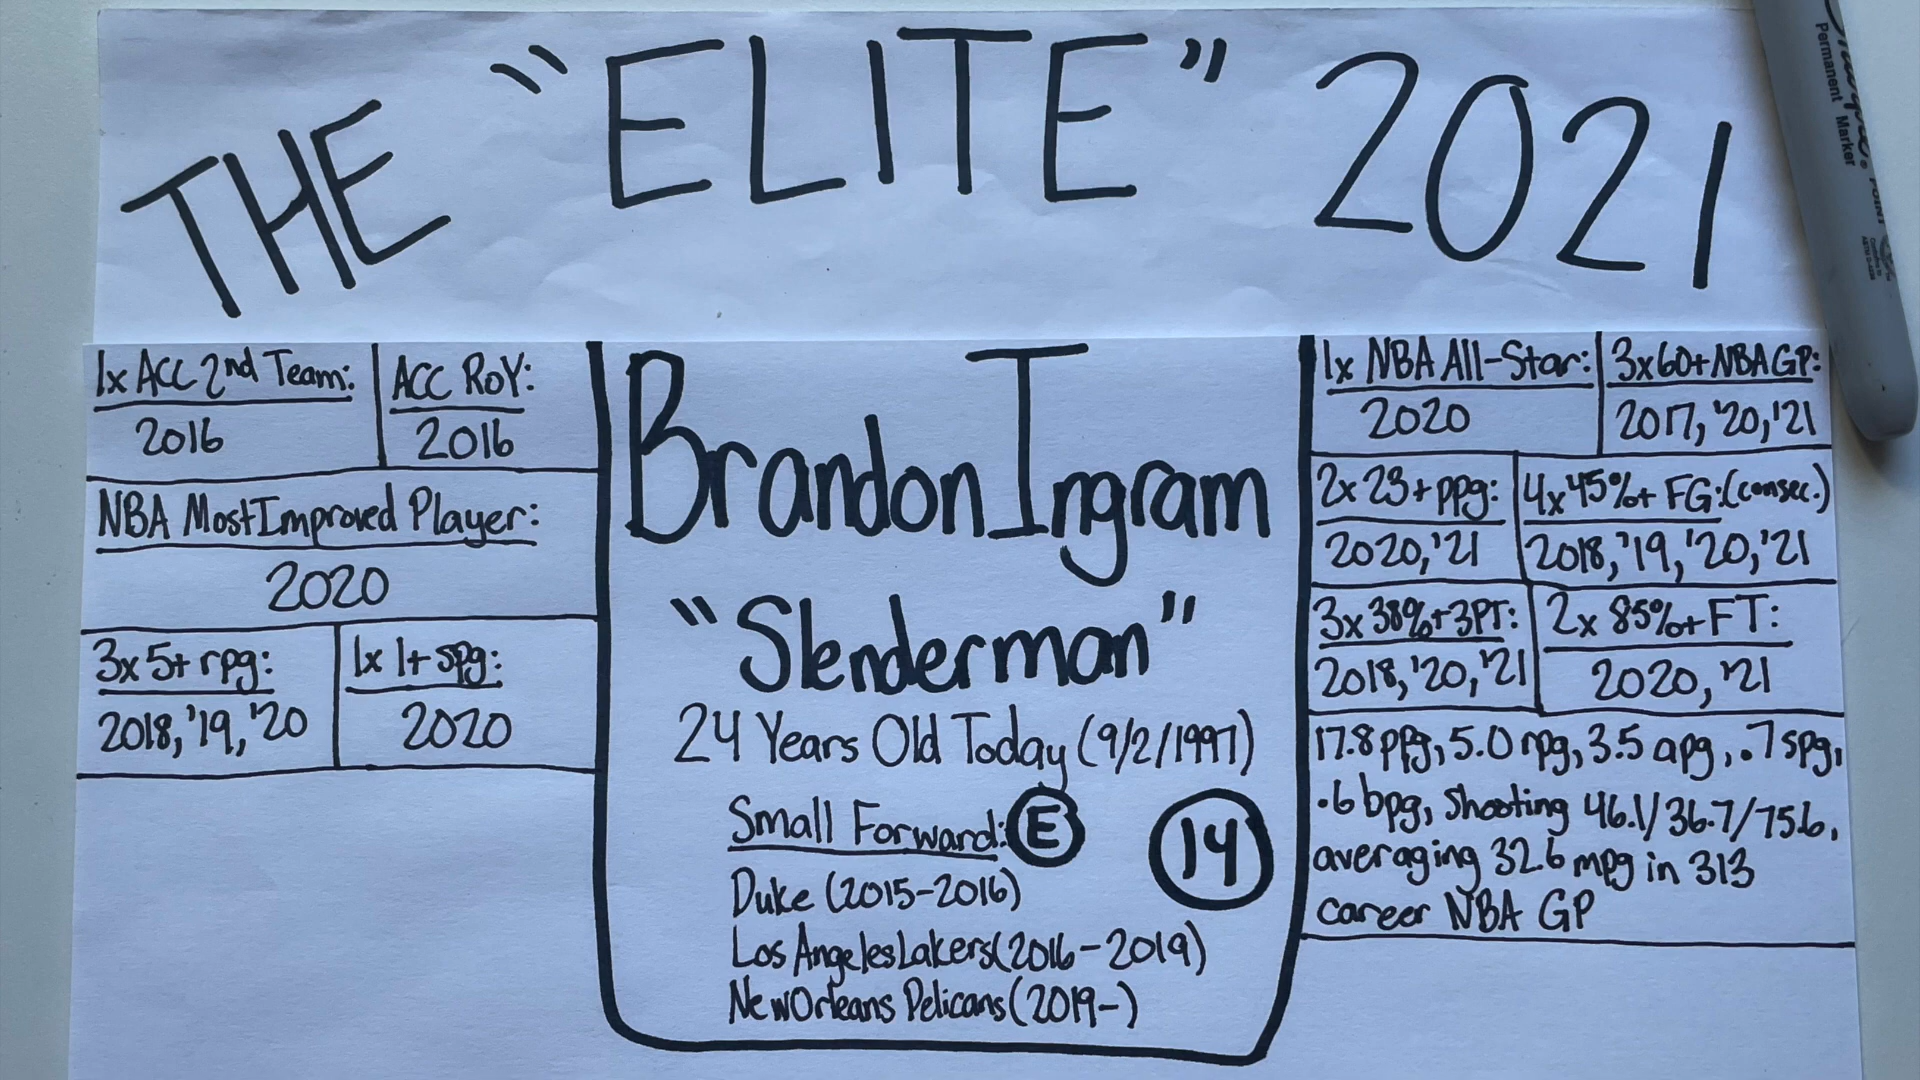 THE "ELITE" 2021
Permanent Marker
1x ACC 2nd Team:
2016
ACC RoY:
2016
NBA Most Improved Player:
2020
3x 5+ rpg:
2018, '19, '20
1x 1+ spg:
2020
Brandon Ingram
"Slenderman"
24 Years Old Today (9/2/1997)
Small Forward: E
14
Duke (2015-2016)
Los Angeles Lakers (2016-2019)
New Orleans Pelicans (2019-)
1x NBA All-Star:
2020
3x60+ NBA GP:
2017, '20, '21
2x 23+ ppg:
2020, '21
4x 45%+ FG: (consec.)
2018, '19, '20, '21
3x 38%+ 3PT:
2018, '20, '21
2x 85%+ FT:
2020, '21
17.8 ppg, 5.0 rpg, 3.5 apg, .7 spg,
.6 bpg, shooting 46.1/36.7/75.6,
averaging 32.6 mpg in 313
career NBA GP